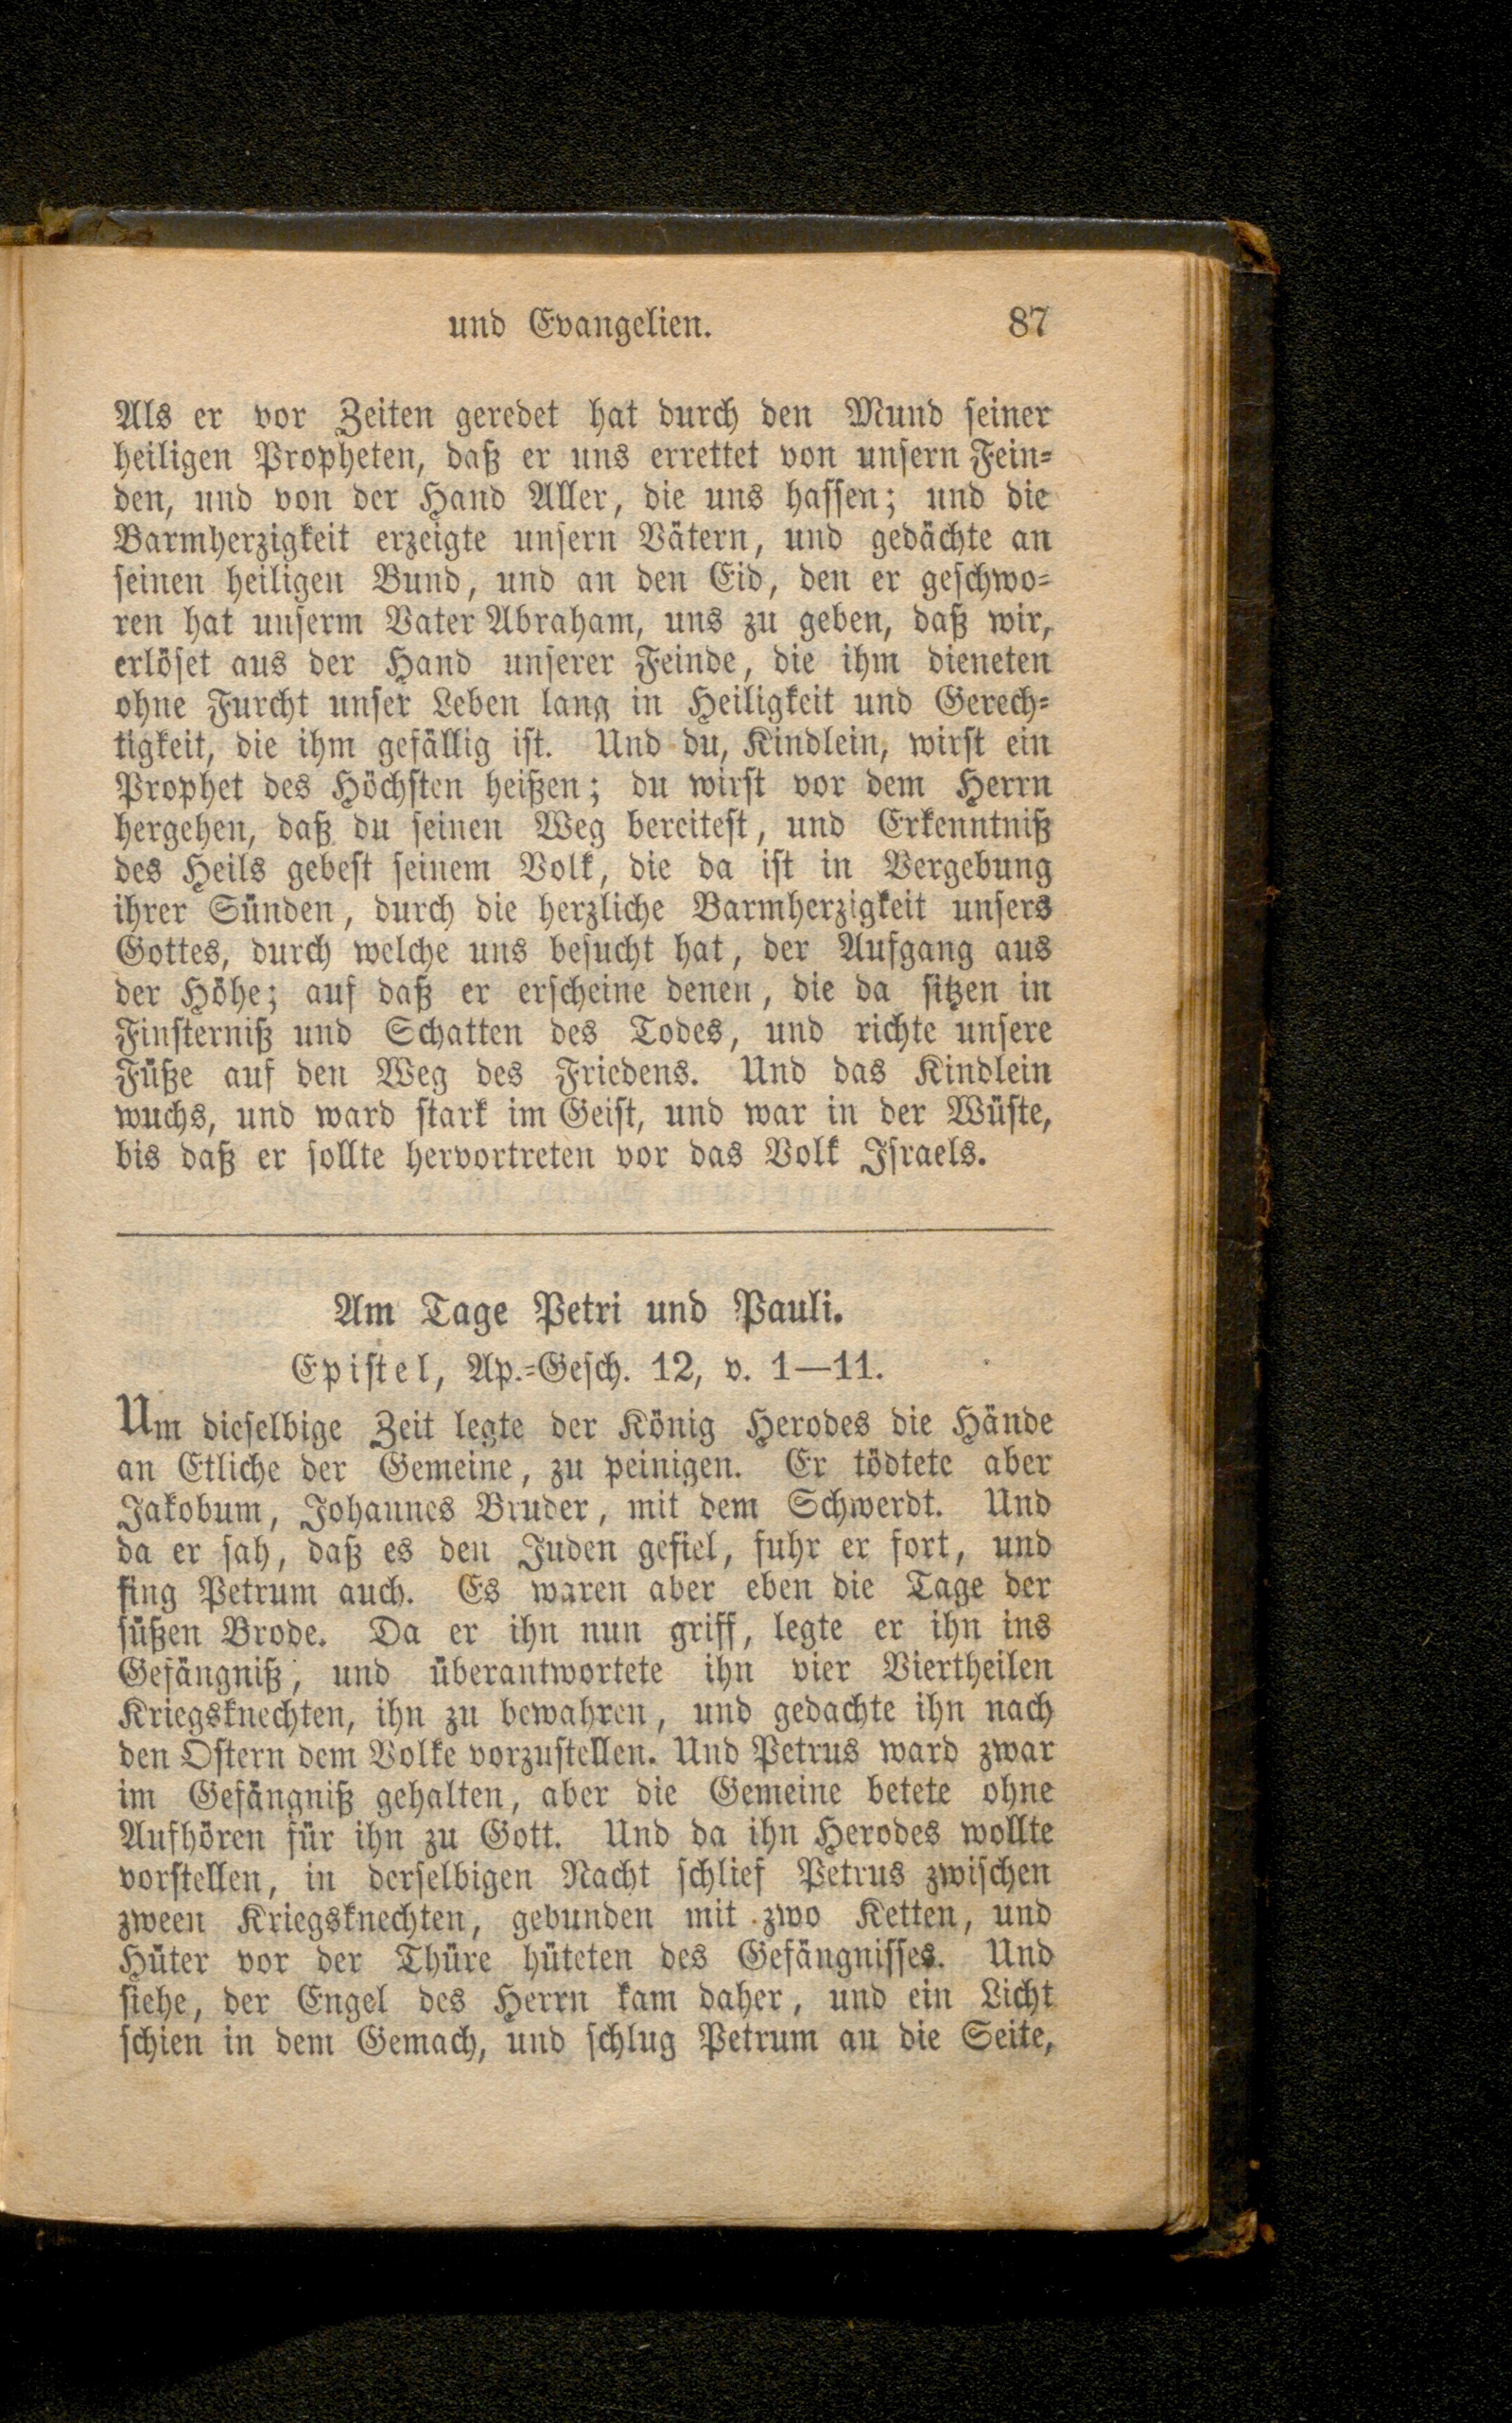 und Evangelien. 87
Als er vor Zeiten geredet hat durch den Mund seiner
heiligen Propheten, daß er uns errettet von unsern Fein-
den, und von der Hand Aller, die uns hassen; und die
Barmherzigkeit erzeigte unsern Vätern, und gedächte an
seinen heiligen Bund, und an den Eid, den er geschwo-
ren hat unserm Vater Abraham, uns zu geben, daß wir,
erlöset aus der Hand unserer Feinde, die ihm dieneten
ohne Furcht unser Leben lang in Heiligkeit und Gerech-
tigkeit, die ihm gefällig ist. Und du, Kindlein, wirst ein
Prophet des Höchsten heißen; du wirst vor dem Herrn
hergehen, daß du seinen Weg bereitest, und Erkenntniß
des Heils gebest seinem Volk, die da ist in Vergebung
ihrer Sünden, durch die herzliche Barmherzigkeit unsers
Gottes, durch welche uns besucht hat, der Aufgang aus
der Höhe; auf daß er erscheine denen, die da sitzen in
Finsterniß und Schatten des Todes, und richte unsere
Füße auf den Weg des Friedens. Und das Kindlein
wuchs, und ward stark im Geist, und war in der Wüste,
bis daß er sollte hervortreten vor das Volk Israels.
Am Tage Petri und Pauli.
Epistel, Ap.-Gesch. 12, v. 1—11.
Um dieselbige Zeit legte der König Herodes die Hände
an Etliche der Gemeine, zu peinigen. Er tödtete aber
Jakobum, Johannes Bruder, mit dem Schwerdt. Und
da er sah, daß es den Juden gefiel, fuhr er fort, und
fing Petrum auch. Es waren aber eben die Tage der
süßen Brode. Da er ihn nun griff, legte er ihn ins
Gefängniß, und überantwortete ihn vier Viertheilen
Kriegsknechten, ihn zu bewahren, und gedachte ihn nach
den Ostern dem Volke vorzustellen. Und Petrus ward zwar
im Gefängniß gehalten, aber die Gemeine betete ohne
Aufhören für ihn zu Gott. Und da ihn Herodes wollte
vorstellen, in derselbigen Nacht schlief Petrus zwischen
zween Kriegsknechten, gebunden mit zwo Ketten, und
Hüter vor der Thüre hüteten des Gefängnisses. Und
siehe, der Engel des Herrn kam daher, und ein Licht
schien in dem Gemach, und schlug Petrum an die Seite,